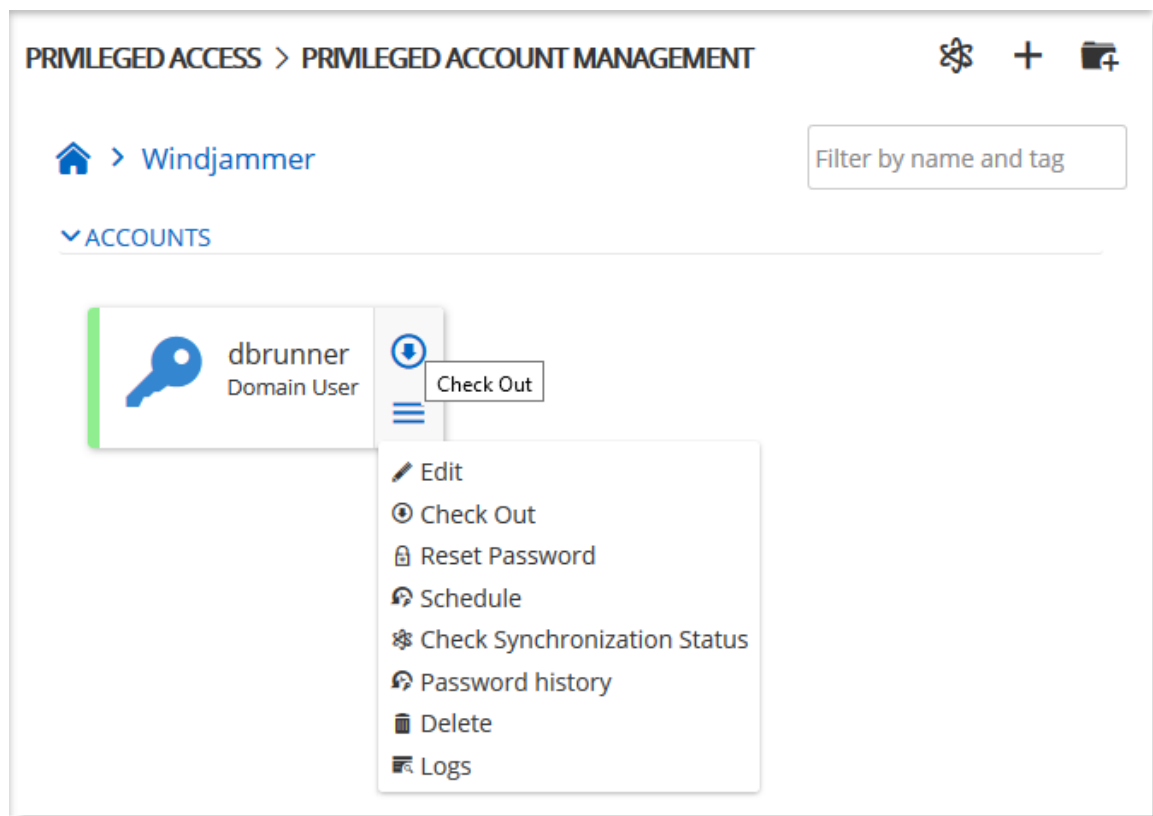 PRIVILEGED ACCESS > PRIVILEGED ACCOUNT MANAGEMENT
> Windjammer
Filter by name and tag
ACCOUNTS
dbrunner
Domain User
Check Out
Edit
Check Out
Reset Password
Schedule
Check Synchronization Status
Password history
Delete
Logs